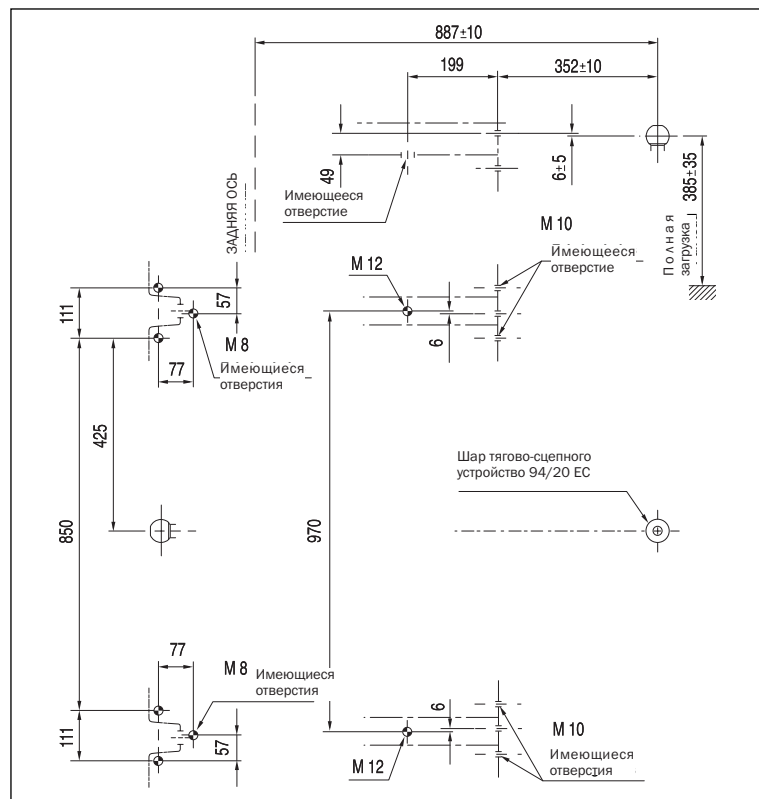 887±10
199
352±10
49
6±5
385±35
Имеющееся
отверстие
ЗАДНЯЯ ОСЬ
Полная
загрузка
M 10
Имеющееся
отверстие
M 12
111
57
6
M 8
Имеющиеся
отверстия
77
425
850
970
Шар тягово-сцепного
устройство 94/20 EC
77
M 8
Имеющиеся
отверстия
6
M 10
Имеющиеся
отверстия
111
57
M 12